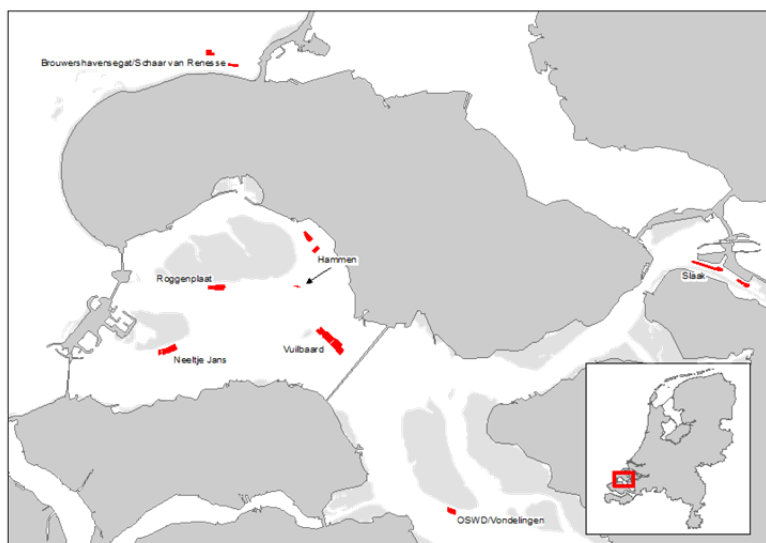 Brouwershavensegat/Schaar van Renesse
Hammen
Roggenplaat
Slaak
Vuilbaard
Neeltje Jans
OSWD/Vondelingen